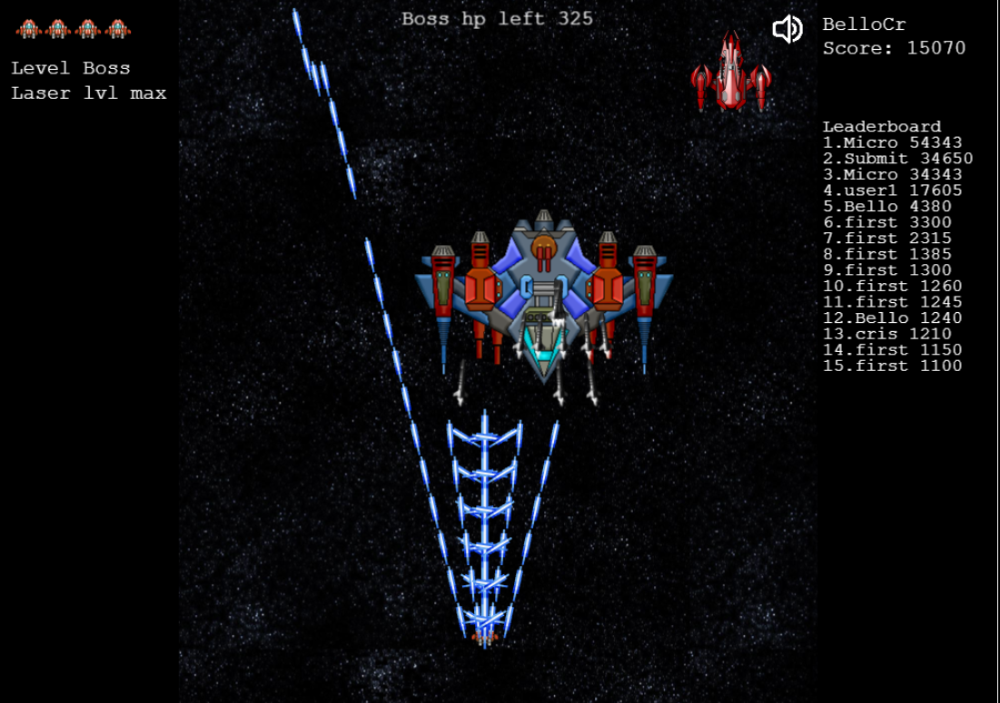 Boss hp left 325
Level Boss
Laser lvl max
BelloCr
Score: 15070
Leaderboard
1.Micro 54343
2.Submit 34650
3.Micro 34343
4.user1 17605
5.Bello 4380
6.first 3300
7.first 2315
8.first 1385
9.first 1300
10.first 1260
11.first 1245
12.Bello 1240
13.cris 1210
14.first 1150
15.first 1100